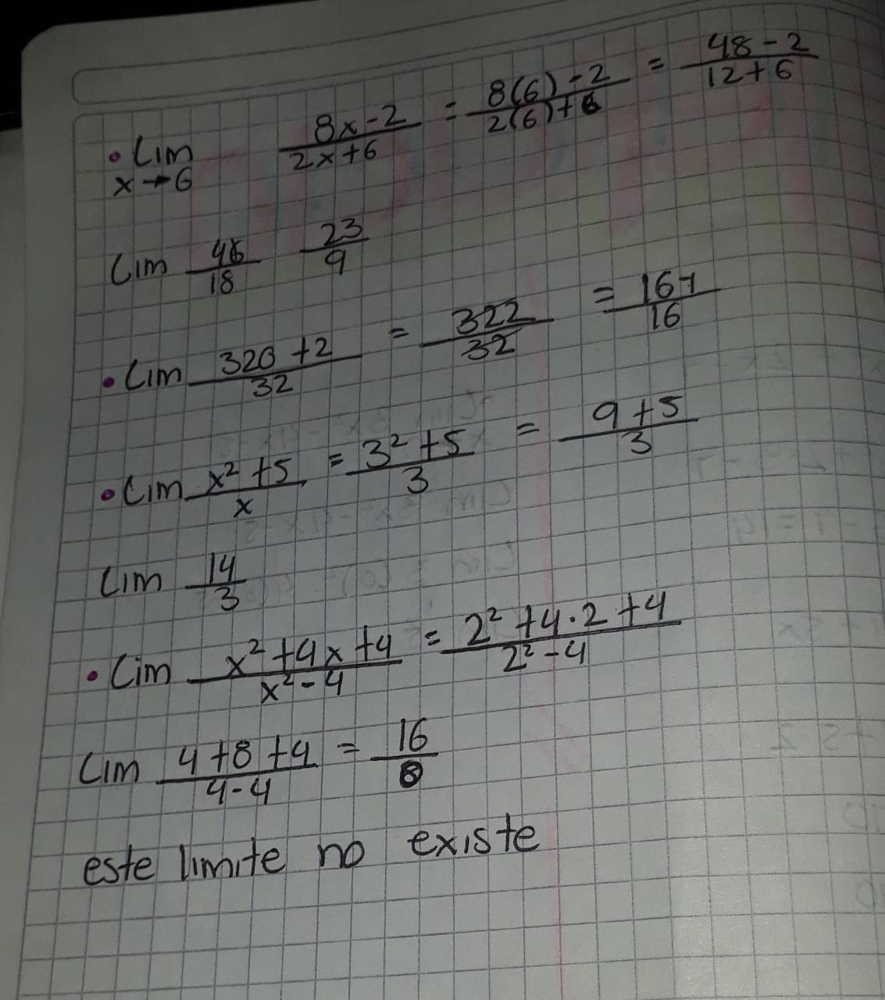 • Lim 8x-2 / 2x+6 = 8(6)-2 / 2(6)+6 = 48-2 / 12+6
x→6
Lim 46/18 23/9
• Lim 320+2 / 32 = 322/32 = 161/16
• Lim x²+5 / x = 3²+5 / 3 = 9+5 / 3
Lim 14/3
• Lim x²+4x+4 / x²-4 = 2²+4·2+4 / 2²-4
Lim 4+8+4 / 4-4 = 16/0
este limite no existe